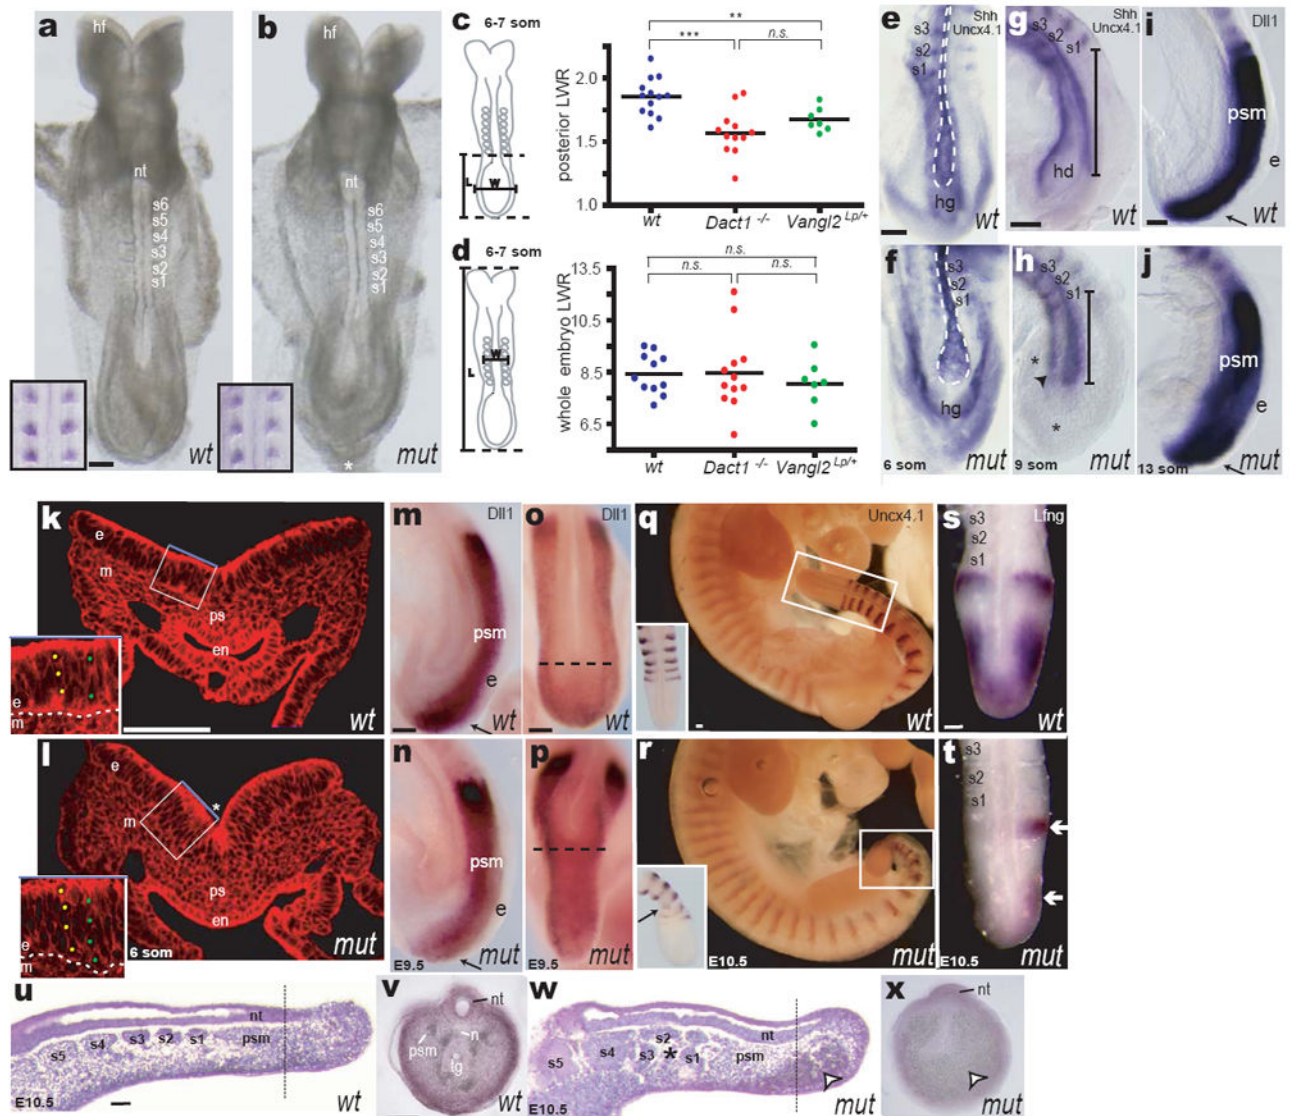 a
hf
nt
s6
s5
s4
s3
s2
s1
wt
b
hf
nt
s6
s5
s4
s3
s2
s1
*
mut
c
6-7 som
L
W
posterior LWR
2.0
1.5
1.0
**
***
n.s.
wt
Dact1 -/-
Vangl2 Lp/+
d
6-7 som
L
W
whole embryo LWR
13.5
10.5
8.5
6.5
n.s.
n.s.
n.s.
wt
Dact1 -/-
Vangl2 Lp/+
e
Shh
Uncx4.1
s3
s2
s1
hg
wt
g
Shh
Uncx4.1
s3
s2
s1
hd
wt
i
Dll1
psm
e
wt
f
s3
s2
s1
hg
6 som
mut
h
s3
s2
s1
*
*
9 som
mut
j
psm
e
13 som
mut
k
e
m
ps
en
e
m
wt
m
Dll1
psm
e
wt
o
Dll1
wt
q
Uncx4.1
wt
s
Lfng
s3
s2
s1
wt
l
e
*
m
ps
en
e
m
6 som
mut
n
psm
e
E9.5
mut
p
E9.5
mut
r
E10.5
mut
t
s3
s2
s1
E10.5
mut
u
nt
s5
s4
s3
s2
s1
psm
E10.5
wt
v
nt
n
psm
wt
w
nt
s5
s4
s3
s2
*
s1
psm
E10.5
mut
x
nt
mut